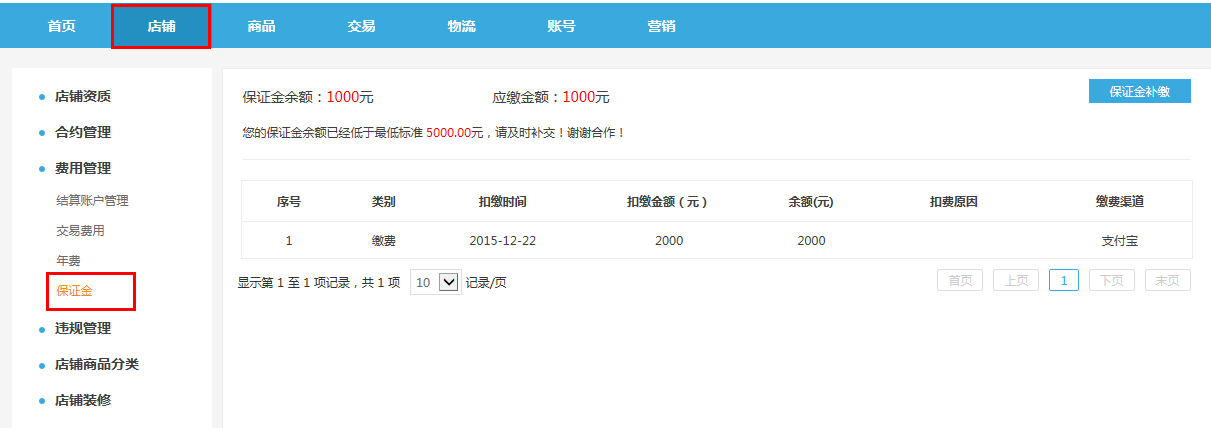 首页 店铺 商品 交易 物流 账号 营销
店铺资质
合约管理
费用管理
结算账户管理
交易费用
年费
保证金
违规管理
店铺商品分类
店铺装修
保证金余额：1000元 应缴金额：1000元 保证金补缴
您的保证金余额已经低于最低标准 5000.00元，请及时补交！谢谢合作！
序号 类别 扣缴时间 扣缴金额（元） 余额(元) 扣费原因 缴费渠道
1 缴费 2015-12-22 2000 2000 支付宝
显示第 1 至 1 项记录，共 1 项 10 记录/页 首页 上页 1 下页 末页